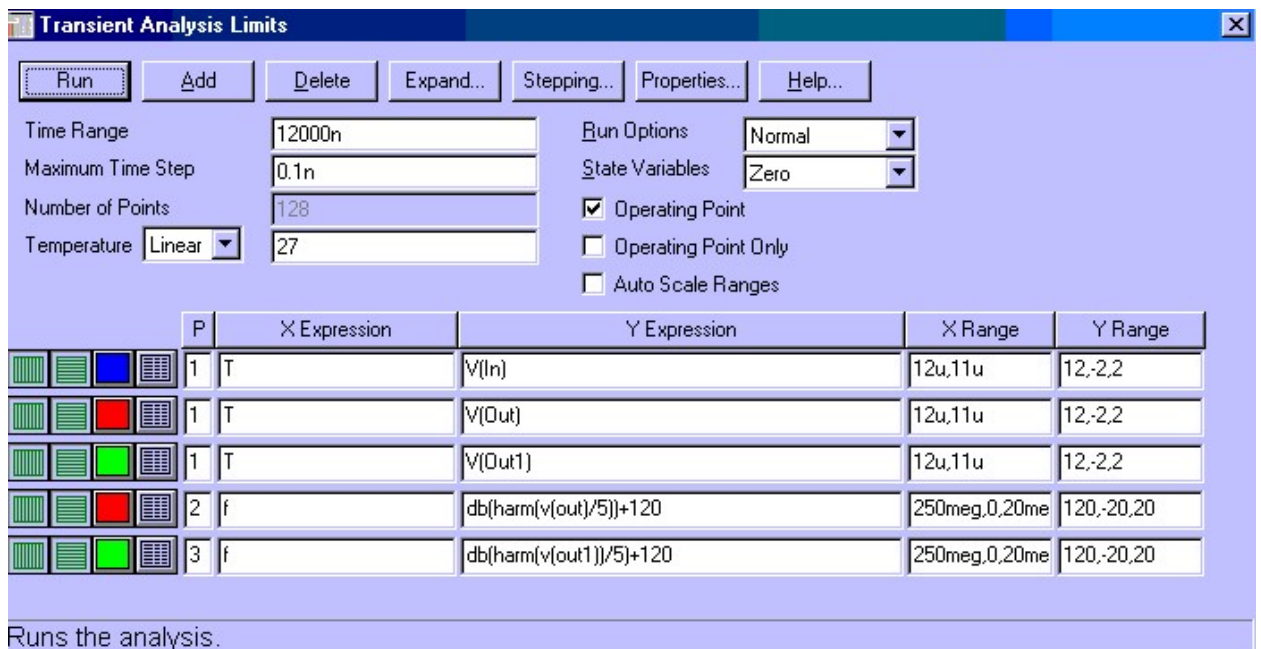 Transient Analysis Limits
Run Add Delete Expand... Stepping... Properties... Help...
Time Range 12000n Run Options Normal
Maximum Time Step 0.1n State Variables Zero
Number of Points 128 Operating Point
Temperature Linear 27 Operating Point Only
Auto Scale Ranges
P X Expression Y Expression X Range Y Range
1 T V(In) 12u,11u 12,-2,2
1 T V(Out) 12u,11u 12,-2,2
1 T V(Out1) 12u,11u 12,-2,2
2 f db(harm(v(out)/5))+120 250meg,0,20me 120,-20,20
3 f db(harm(v(out1))/5)+120 250meg,0,20me 120,-20,20
Runs the analysis.